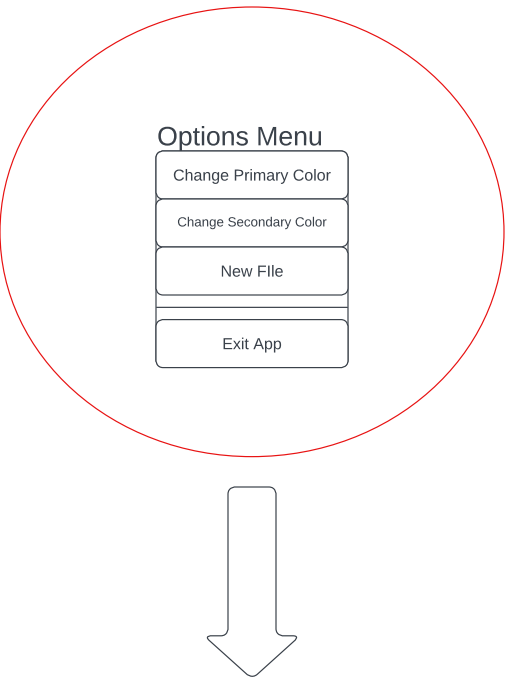 Options Menu
Change Primary Color
Change Secondary Color
New FIle
Exit App